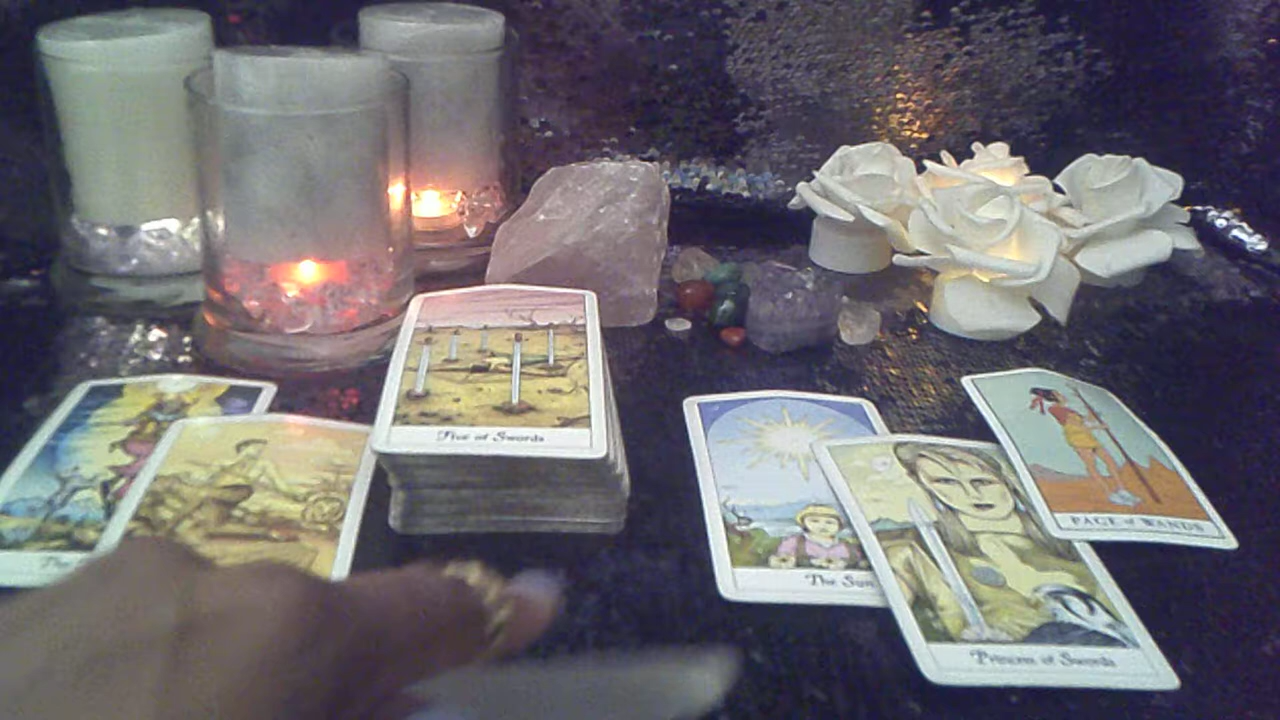 Five of Swords
The Sun
Princess of Swords
PAGE of WANDS